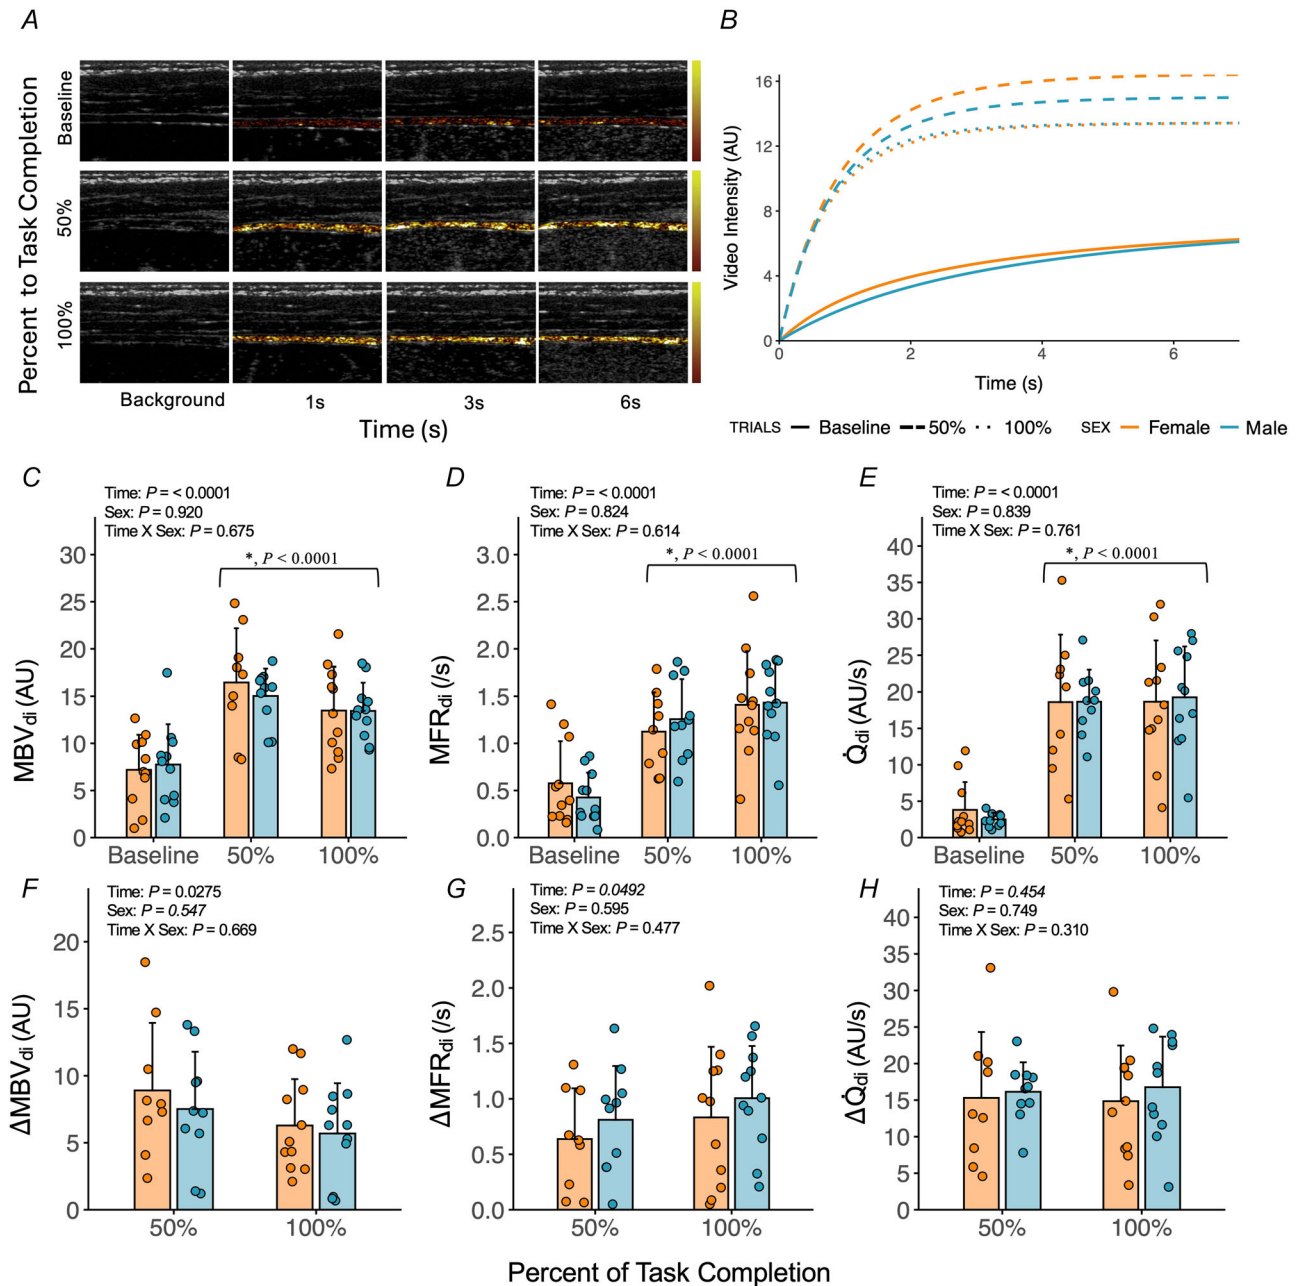 A
Percent to Task Completion
Baseline
50%
100%
Background 1s 3s 6s
Time (s)
B
Video Intensity (AU)
16
12
8
4
0
0 2 4 6
Time (s)
TRIALS Baseline 50% 100% SEX Female Male
C
Time: P = < 0.0001
Sex: P = 0.920
Time X Sex: P = 0.675
*, P < 0.0001
MBVdi (AU)
30
25
20
15
10
5
0
Baseline 50% 100%
D
Time: P = < 0.0001
Sex: P = 0.824
Time X Sex: P = 0.614
*, P < 0.0001
MFRdi (/s)
3.0
2.5
2.0
1.5
1.0
0.5
0.0
Baseline 50% 100%
E
Time: P = < 0.0001
Sex: P = 0.839
Time X Sex: P = 0.761
*, P < 0.0001
Q̇di (AU/s)
40
35
30
25
20
15
10
5
0
Baseline 50% 100%
F
Time: P = 0.0275
Sex: P = 0.547
Time X Sex: P = 0.669
ΔMBVdi (AU)
20
15
10
5
0
50% 100%
G
Time: P = 0.0492
Sex: P = 0.595
Time X Sex: P = 0.477
ΔMFRdi (/s)
2.5
2.0
1.5
1.0
0.5
0.0
50% 100%
H
Time: P = 0.454
Sex: P = 0.749
Time X Sex: P = 0.310
ΔQ̇di (AU/s)
40
35
30
25
20
15
10
5
0
50% 100%
Percent of Task Completion